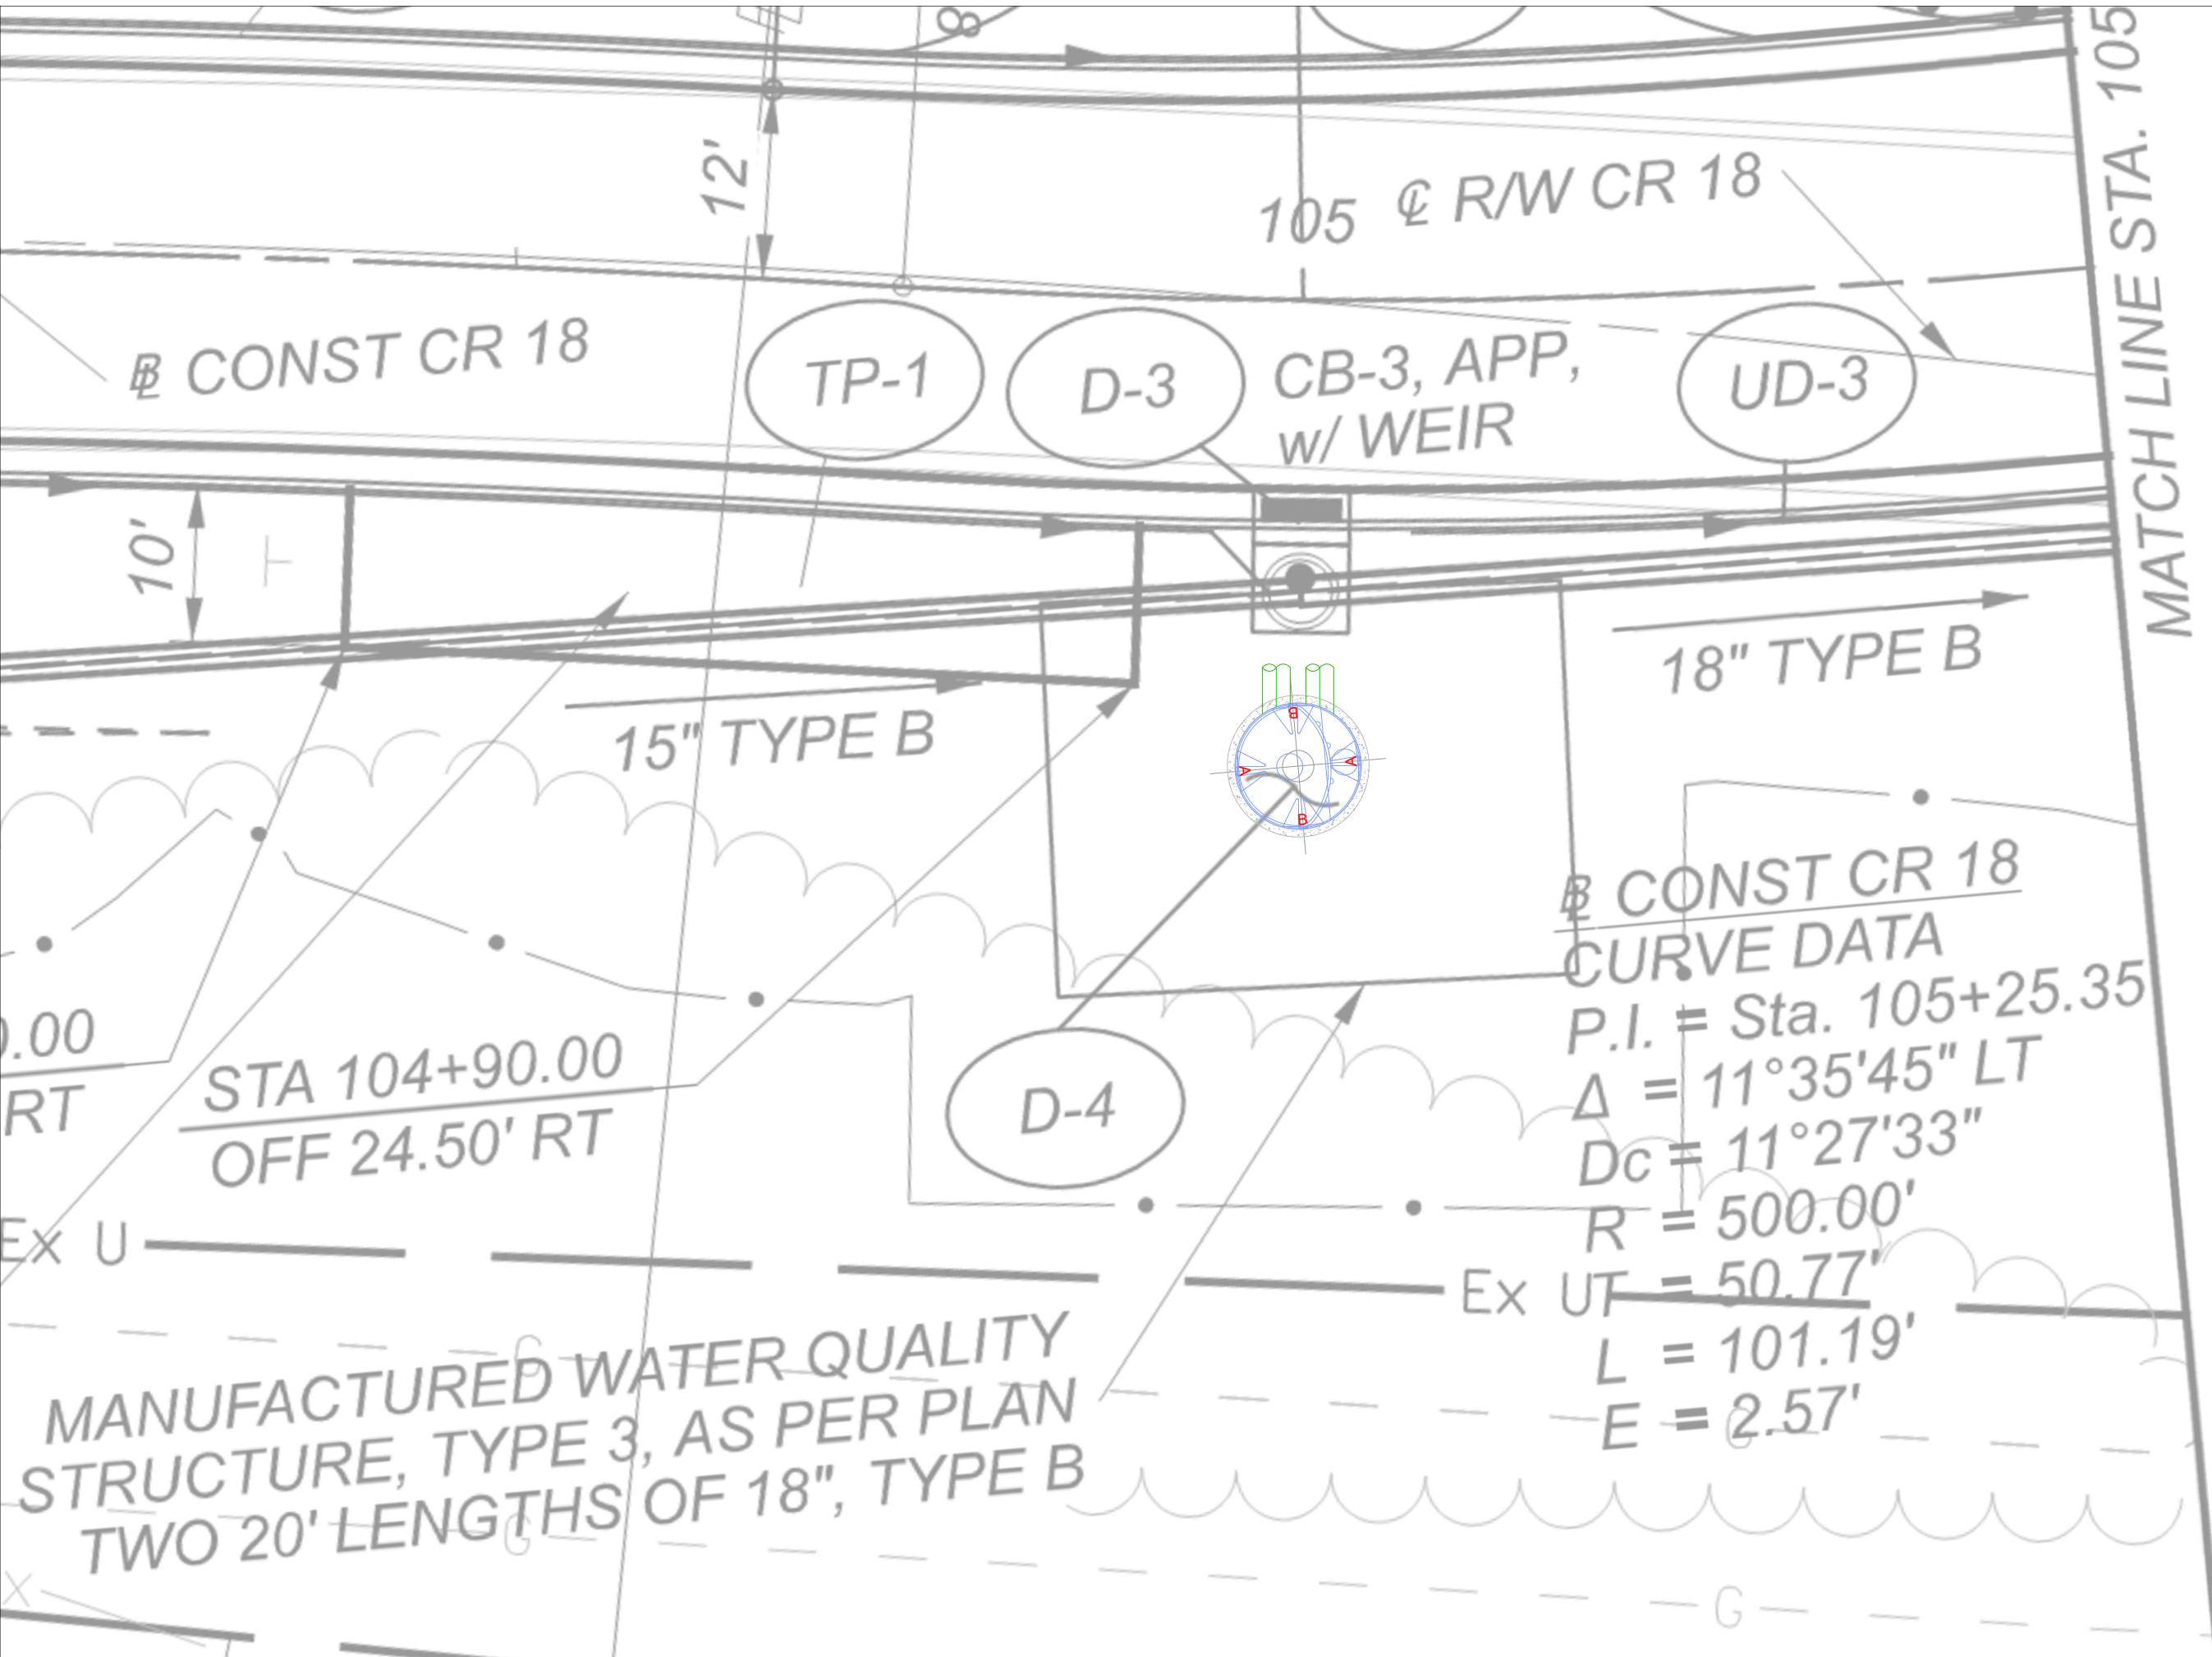 8
12'
105
℄ R/W CR 18
MATCH LINE STA. 105
℄ CONST CR 18
TP-1
D-3
CB-3, APP,
w/ WEIR
UD-3
10'
18" TYPE B
15" TYPE B
B
A
A
B
CONST CR 18
CURVE DATA
P.I. = Sta. 105+25.35
Δ = 11°35'45" LT
Dc = 11°27'33"
R = 500.00'
T = 50.77'
L = 101.19'
E = 2.57'
0.00
RT
STA 104+90.00
OFF 24.50' RT
D-4
Ex U
Ex U
G
MANUFACTURED WATER QUALITY
STRUCTURE, TYPE 3, AS PER PLAN
TWO 20' LENGTHS OF 18", TYPE B
G
G
G
X